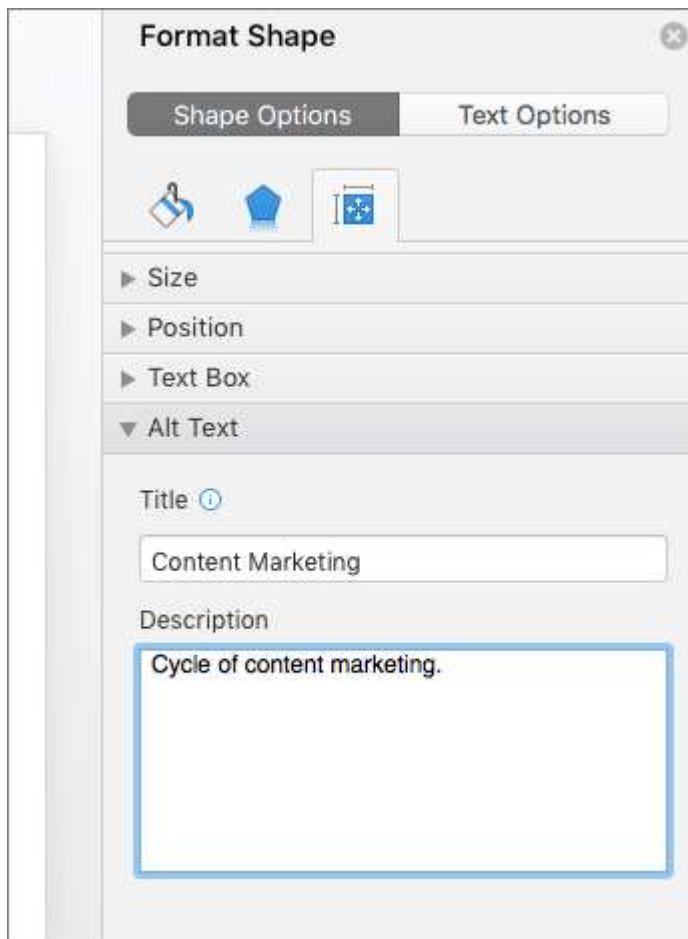 Format Shape
Shape Options Text Options
Size
Position
Text Box
Alt Text
Title
Content Marketing
Description
Cycle of content marketing.